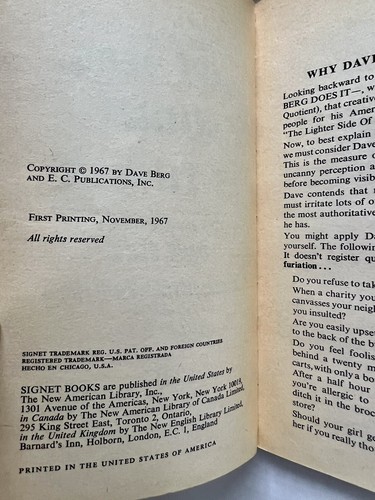 COPYRIGHT © 1967 BY DAVE BERG
AND E. C. PUBLICATIONS, INC.
FIRST PRINTING, NOVEMBER, 1967
All rights reserved
SIGNET TRADEMARK REG. U.S. PAT. OFF. AND FOREIGN COUNTRIES
REGISTERED TRADEMARK—MARCA REGISTRADA
HECHO EN CHICAGO, U.S.A.
SIGNET BOOKS are published in the United States by
The New American Library, Inc.,
1301 Avenue of the Americas, New York, New York 10019,
in Canada by The New American Library of Canada Limited,
295 King Street East, Toronto 2, Ontario,
in the United Kingdom by The New English Library Limited,
Barnard's Inn, Holborn, London, E.C. 1, England
PRINTED IN THE UNITED STATES OF AMERICA
WHY DAVE
Looking backward to
BERG DOES IT—, w
Quotient), that creative
people for his Amer
"The Lighter Side Of
Now, to best explain
we must consider Dave
This is the measure o
uncanny perception a
before becoming visib
Dave contends that
must irritate lots of o
the most authoritative
he has.
You might apply Da
yourself. The following
It doesn't register qu
furiation...
Do you refuse to tak
When a charity you
canvasses your neigh
you insulted?
Are you easily upset
to the back of the bu
Do you feel foolis
behind a twenty m
carts, with only a bo
After a half hour
you're allergic to
ditch it in the broc
store?
Should your girl g
her if you really tho